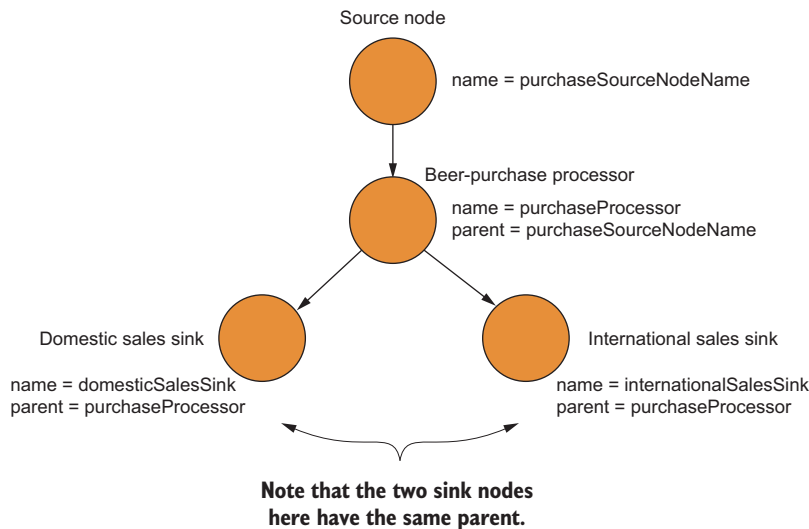 Source node
name = purchaseSourceNodeName
Beer-purchase processor
name = purchaseProcessor
parent = purchaseSourceNodeName
Domestic sales sink
name = domesticSalesSink
parent = purchaseProcessor
International sales sink
name = internationalSalesSink
parent = purchaseProcessor
Note that the two sink nodes
here have the same parent.